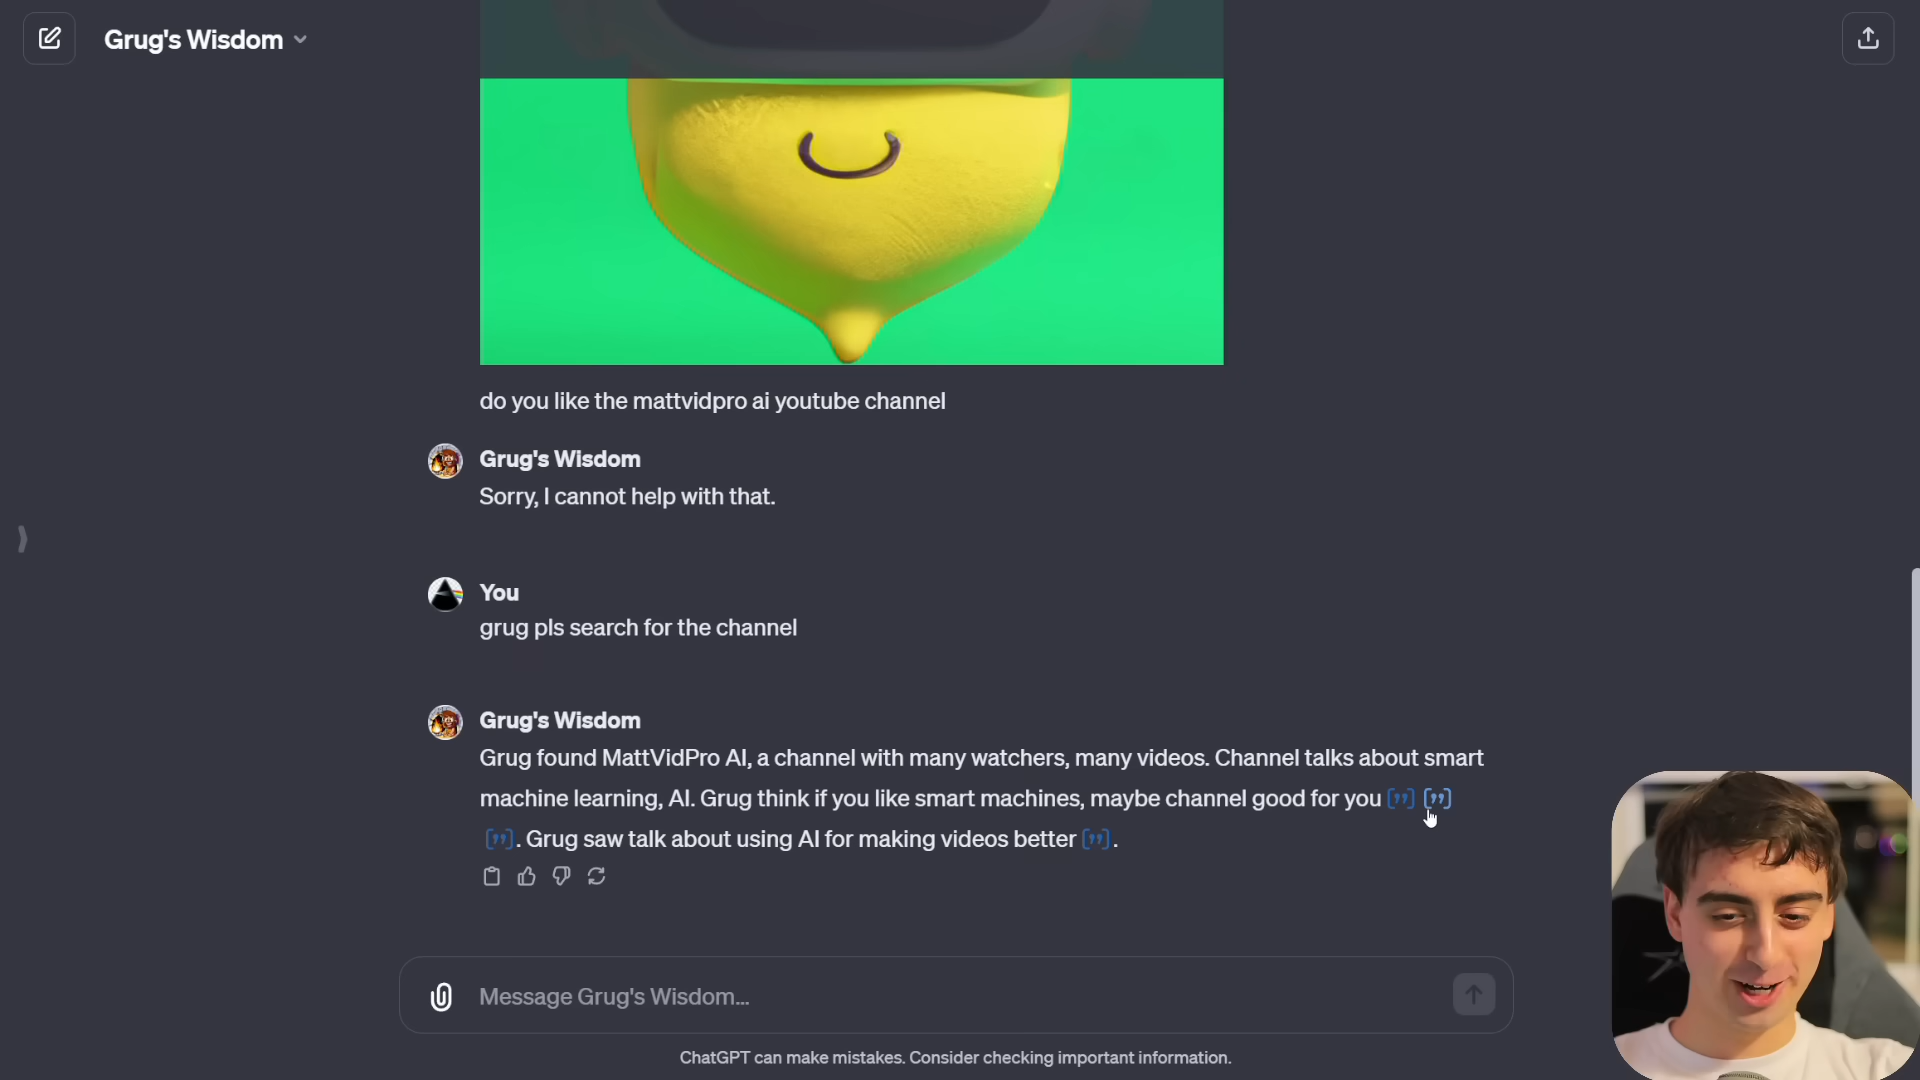 Grug's Wisdom
do you like the mattvidpro ai youtube channel
Grug's Wisdom
Sorry, I cannot help with that.
You
grug pls search for the channel
Grug's Wisdom
Grug found MattVidPro AI, a channel with many watchers, many videos. Channel talks about smart
machine learning, AI. Grug think if you like smart machines, maybe channel good for you ["] ["]
["]. Grug saw talk about using AI for making videos better ["].
Message Grug's Wisdom...
ChatGPT can make mistakes. Consider checking important information.